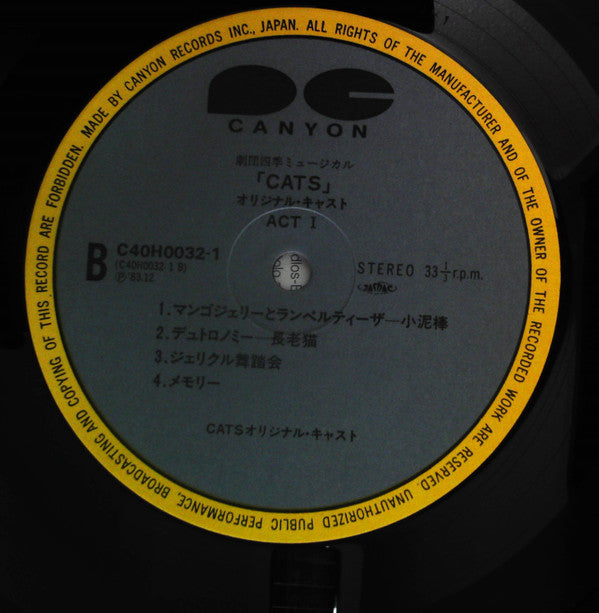 MADE BY CANYON RECORDS INC., JAPAN. ALL RIGHTS OF THE MANUFACTURER AND OF THE OWNER OF THE RECORDED WORK ARE RESERVED. UNAUTHORIZED PUBLIC PERFORMANCE, BROADCASTING AND COPYING OF THIS RECORD ARE FORBIDDEN.
CANYON
劇団四季ミュージカル
「CATS」
オリジナル・キャスト
ACT I
B
C40H0032-1
(C40H0032-1 B)
Ⓟ'83.12
STEREO 33⅓r.p.m.
JASRAC
1.マンゴジェリーとランペルティーザ―小泥棒
2.デュトロノミー―長老猫
3.ジェリクル舞踏会
4.メモリー
CATSオリジナル・キャスト